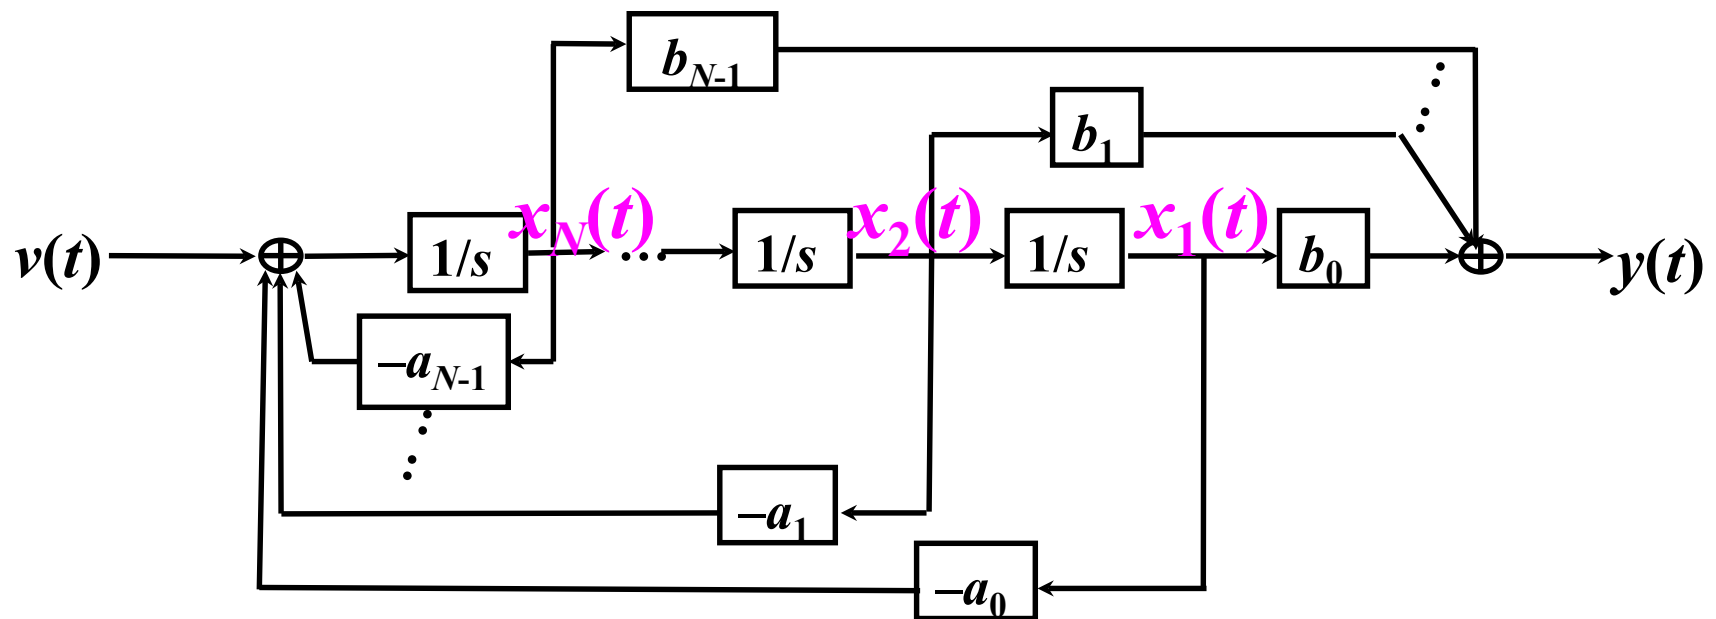 b_{N-1}
b_1
v(t)
1/s
x_N(t)
1/s
x_2(t)
1/s
x_1(t)
b_0
y(t)
–a_{N-1}
–a_1
–a_0